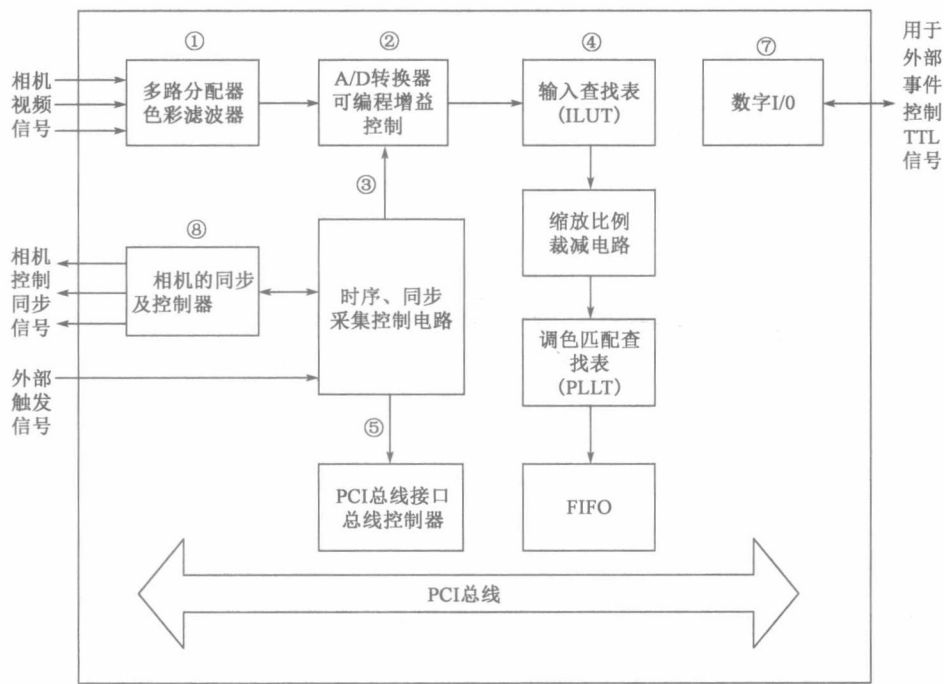 ①
②
④
⑦
相机
视频
信号
多路分配器
色彩滤波器
A/D转换器
可编程增益
控制
输入查找表
(ILUT)
数字I/0
用于
外部
事件
控制
TTL
信号
③
⑧
缩放比例
裁减电路
相机
控制
同步
信号
相机的同步
及控制器
时序、同步
采集控制电路
调色匹配查
找表
(PLLT)
外部
触发
信号
⑤
PCI总线接口
总线控制器
FIFO
PCI总线